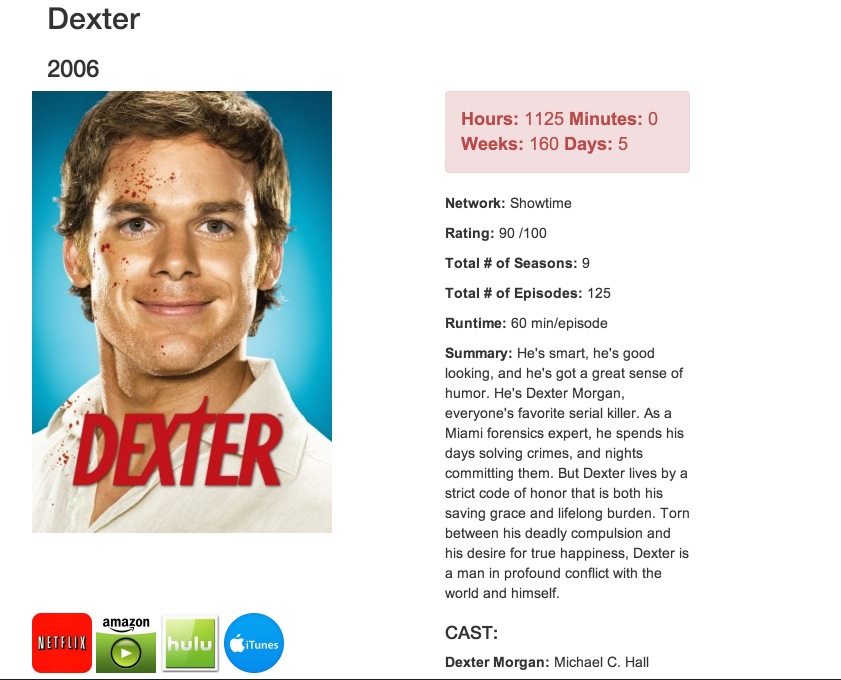 Dexter
2006
Hours: 1125 Minutes: 0
Weeks: 160 Days: 5
DEXTER
Network: Showtime
Rating: 90 /100
Total # of Seasons: 9
Total # of Episodes: 125
Runtime: 60 min/episode
Summary: He's smart, he's good
looking, and he's got a great sense of
humor. He's Dexter Morgan,
everyone's favorite serial killer. As a
Miami forensics expert, he spends his
days solving crimes, and nights
committing them. But Dexter lives by a
strict code of honor that is both his
saving grace and lifelong burden. Torn
between his deadly compulsion and
his desire for true happiness, Dexter is
a man in profound conflict with the
world and himself.
NETFLIX
amazon
hulu
iTunes
CAST:
Dexter Morgan: Michael C. Hall